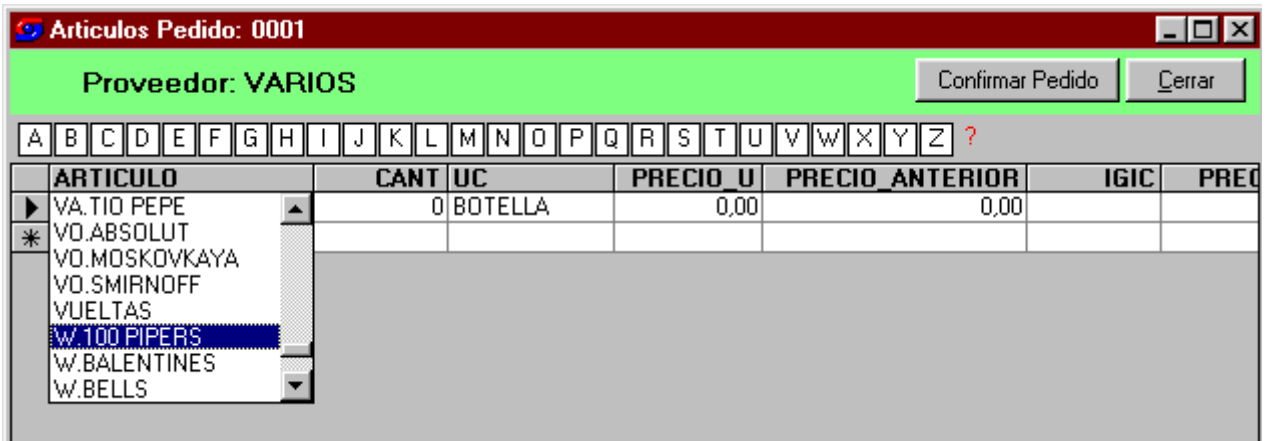 Articulos Pedido: 0001
Proveedor: VARIOS
Confirmar Pedido
Cerrar
A B C D E F G H I J K L M N O P Q R S T U V W X Y Z ?
ARTICULO CANT UC PRECIO_U PRECIO_ANTERIOR IGIC PREC
VA.TIO PEPE 0 BOTELLA 0,00 0,00
VO.ABSOLUT
VO.MOSKOVKAYA
VO.SMIRNOFF
VUELTAS
W.100 PIPERS
W.BALENTINES
W.BELLS